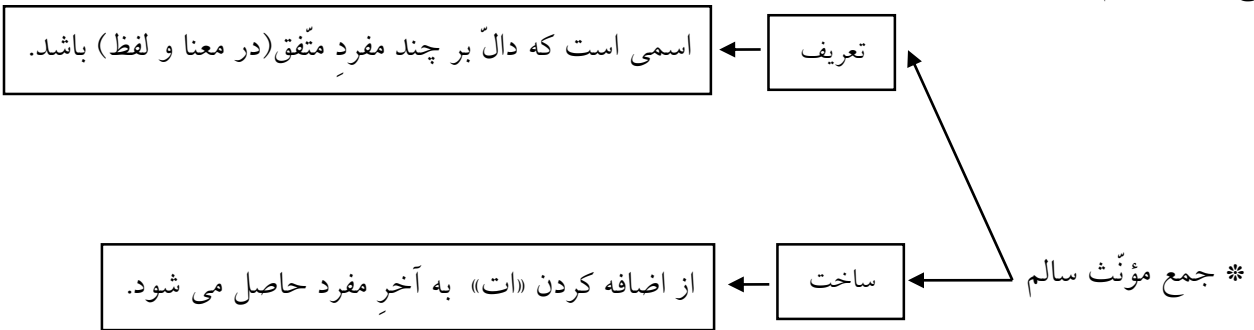 تعریف
اسمی است که دالّ بر چند مفردِ متّفق(در معنا و لفظ) باشد.
* جمع مؤنّث سالم
ساخت
از اضافه کردن «ات» به آخرِ مفرد حاصل می شود.